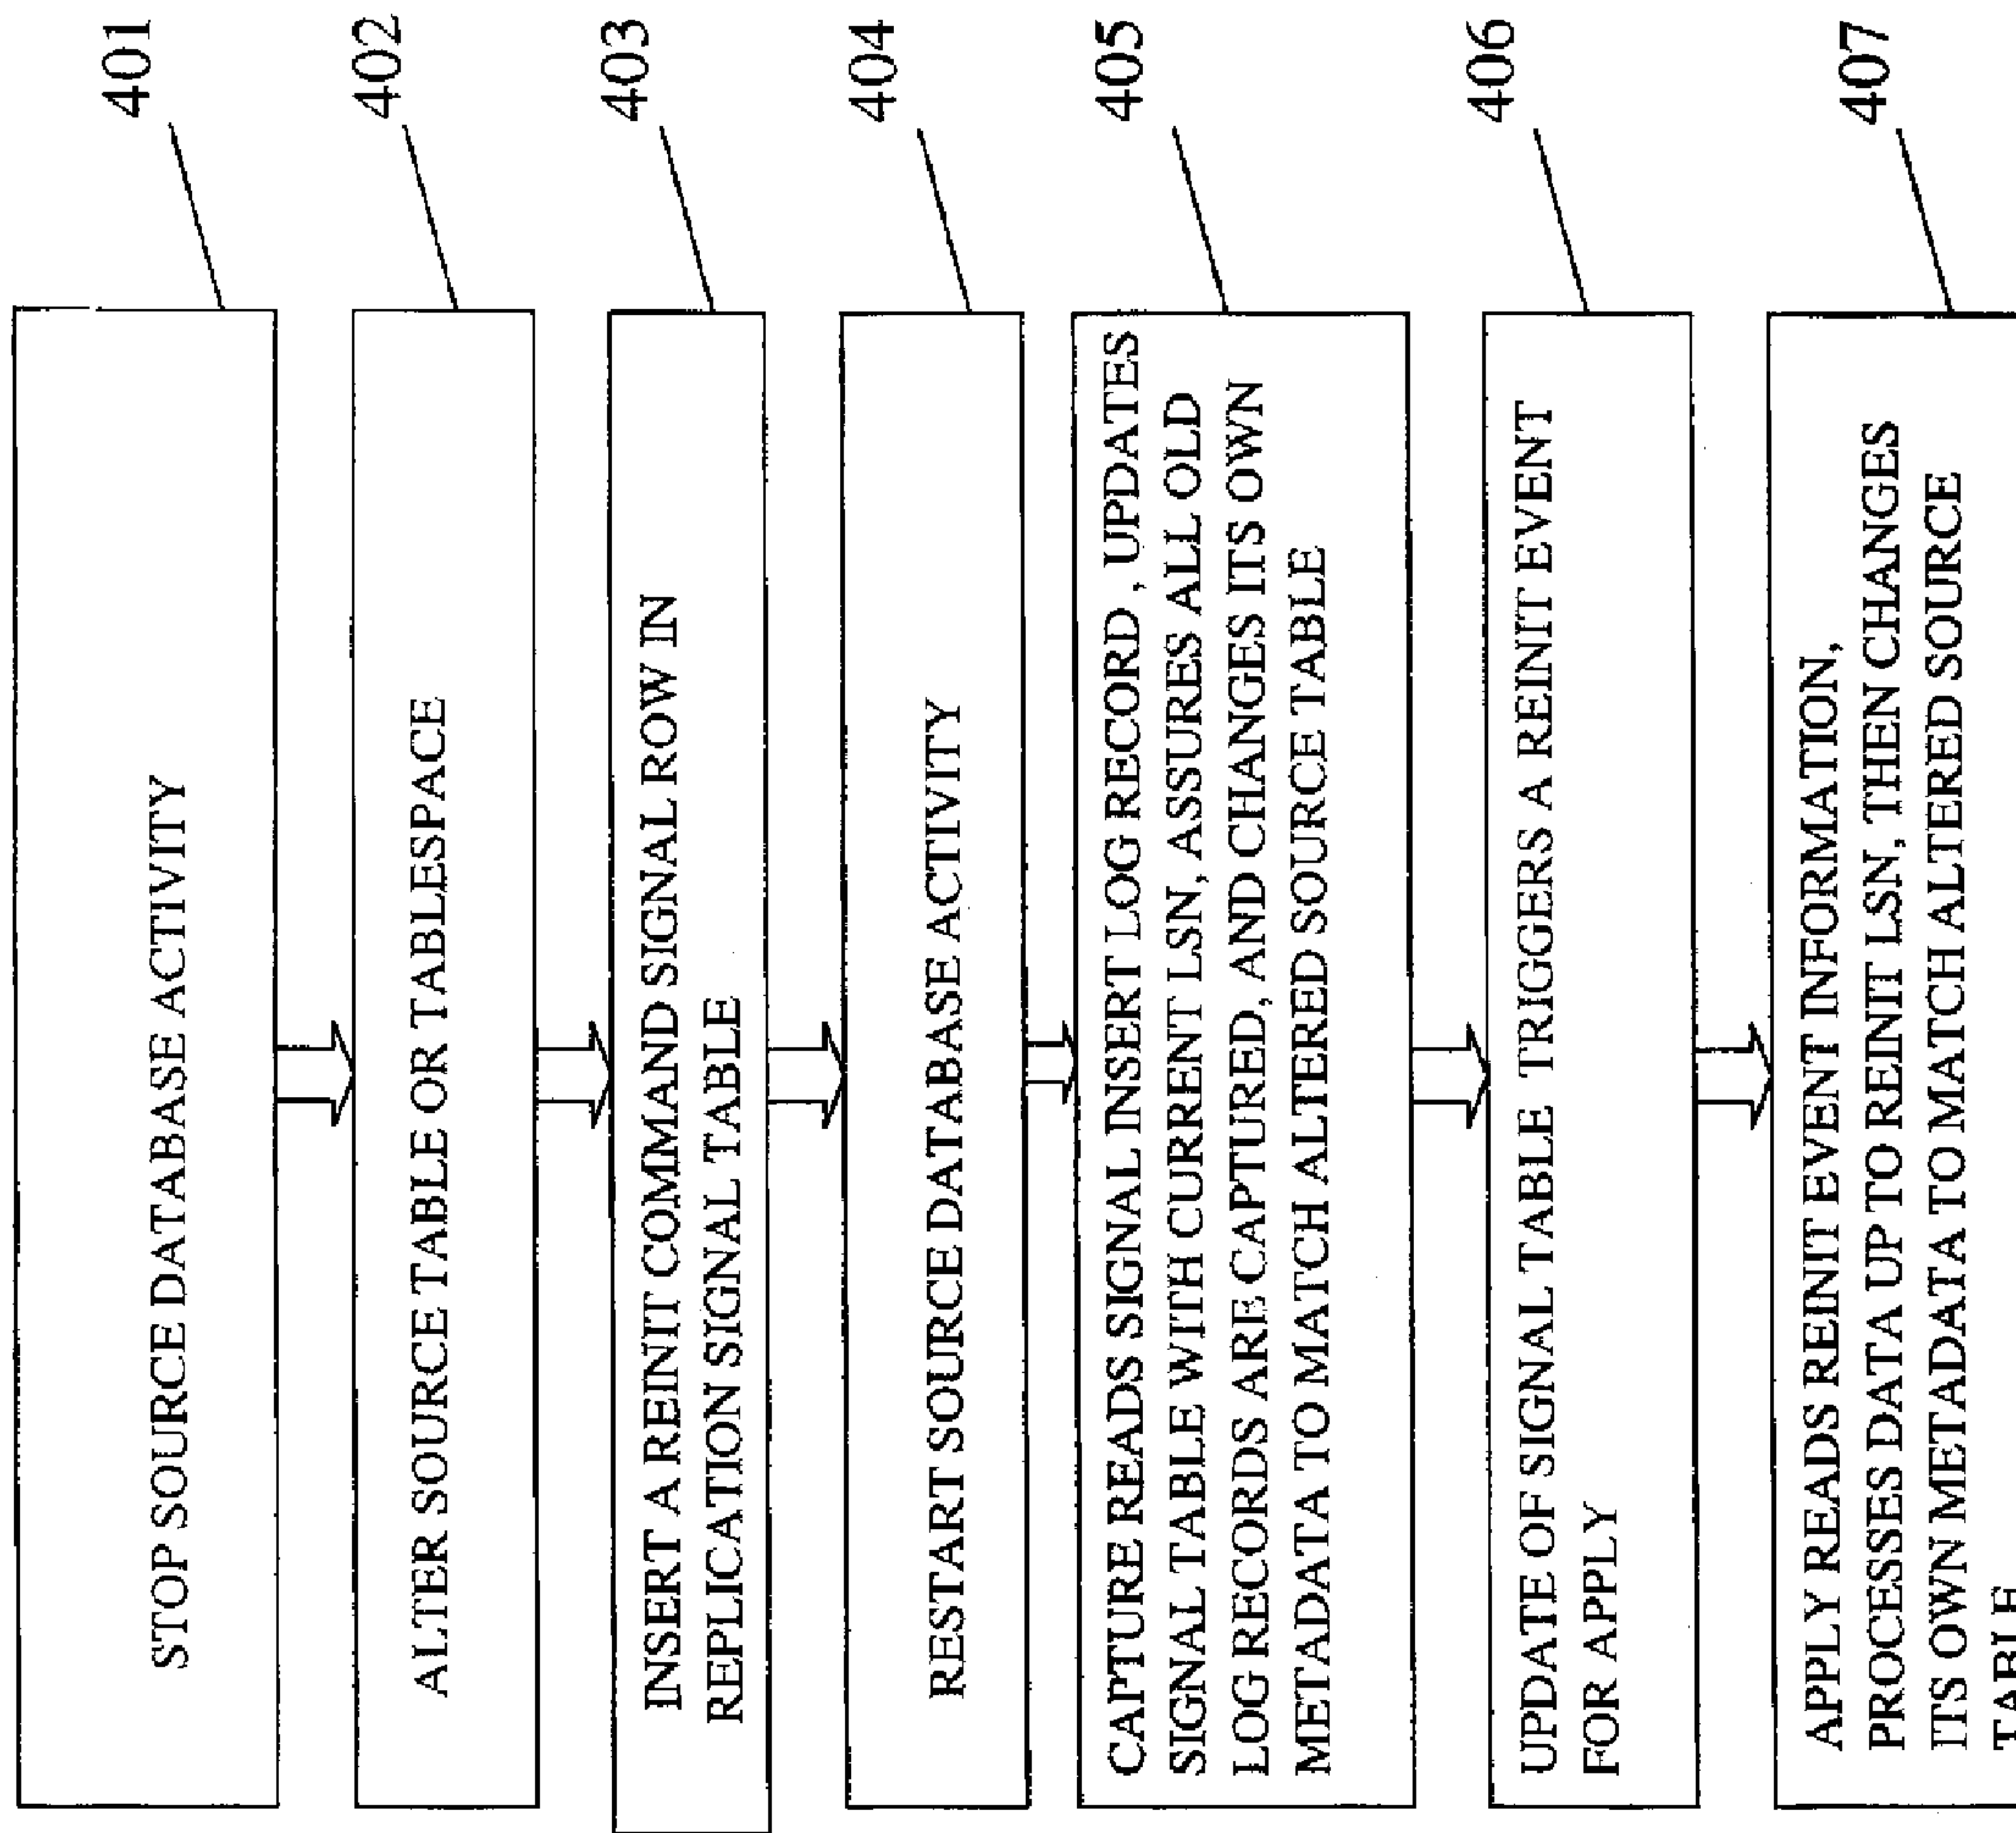 401
STOP SOURCE DATABASE ACTIVITY
402
ALTER SOURCE TABLE OR TABLESPACE
403
INSERT A REINIT COMMAND SIGNAL ROW IN
REPLICATION SIGNAL TABLE
404
RESTART SOURCE DATABASE ACTIVITY
405
CAPTURE READS SIGNAL INSERT LOG RECORD , UPDATES
SIGNAL TABLE WITH CURRENT LSN, ASSURES ALL OLD
LOG RECORDS ARE CAPTURED, AND CHANGES ITS OWN
METADATA TO MATCH ALTERED SOURCE TABLE
406
UPDATE OF SIGNAL TABLE TRIGGERS A REINIT EVENT
FOR APPLY
407
APPLY READS REINIT EVENT INFORMATION,
PROCESSES DATA UP TO REINIT LSN, THEN CHANGES
ITS OWN METADATA TO MATCH ALTERED SOURCE
TABLE